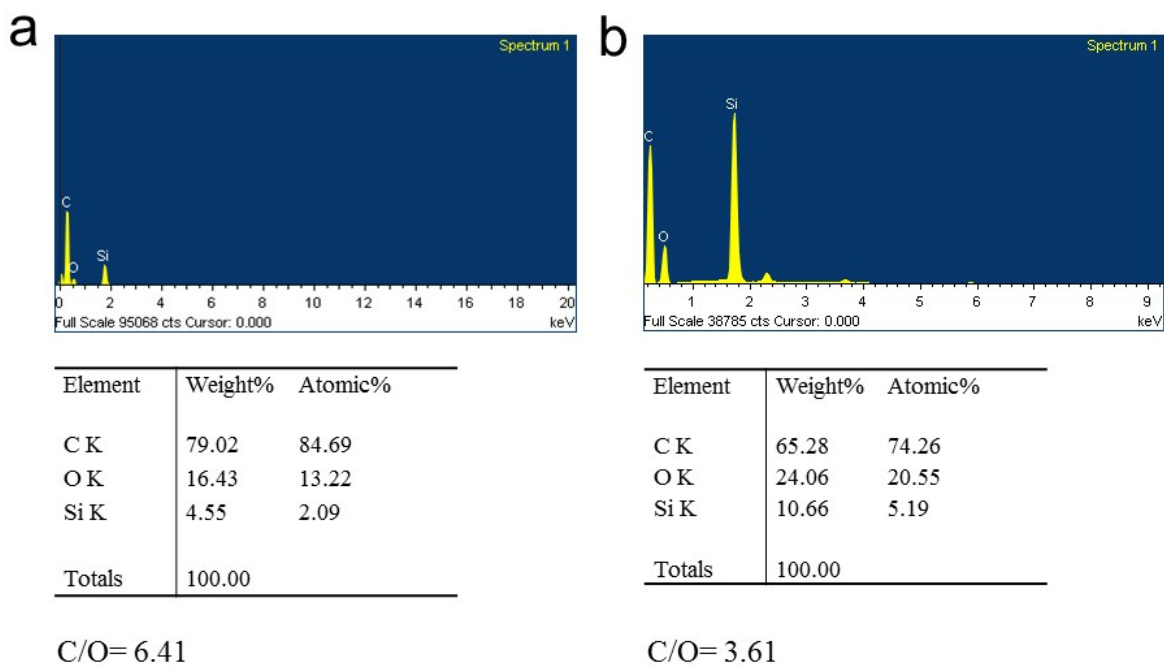 a
Spectrum 1
C
O
Si
0 2 4 6 8 10 12 14 16 18 20
Full Scale 95068 cts Cursor: 0.000 keV
Element Weight% Atomic%
C K 79.02 84.69
O K 16.43 13.22
Si K 4.55 2.09
Totals 100.00
C/O= 6.41
b
Spectrum 1
Si
C
O
1 2 3 4 5 6 7 8 9
Full Scale 38785 cts Cursor: 0.000 keV
Element Weight% Atomic%
C K 65.28 74.26
O K 24.06 20.55
Si K 10.66 5.19
Totals 100.00
C/O= 3.61